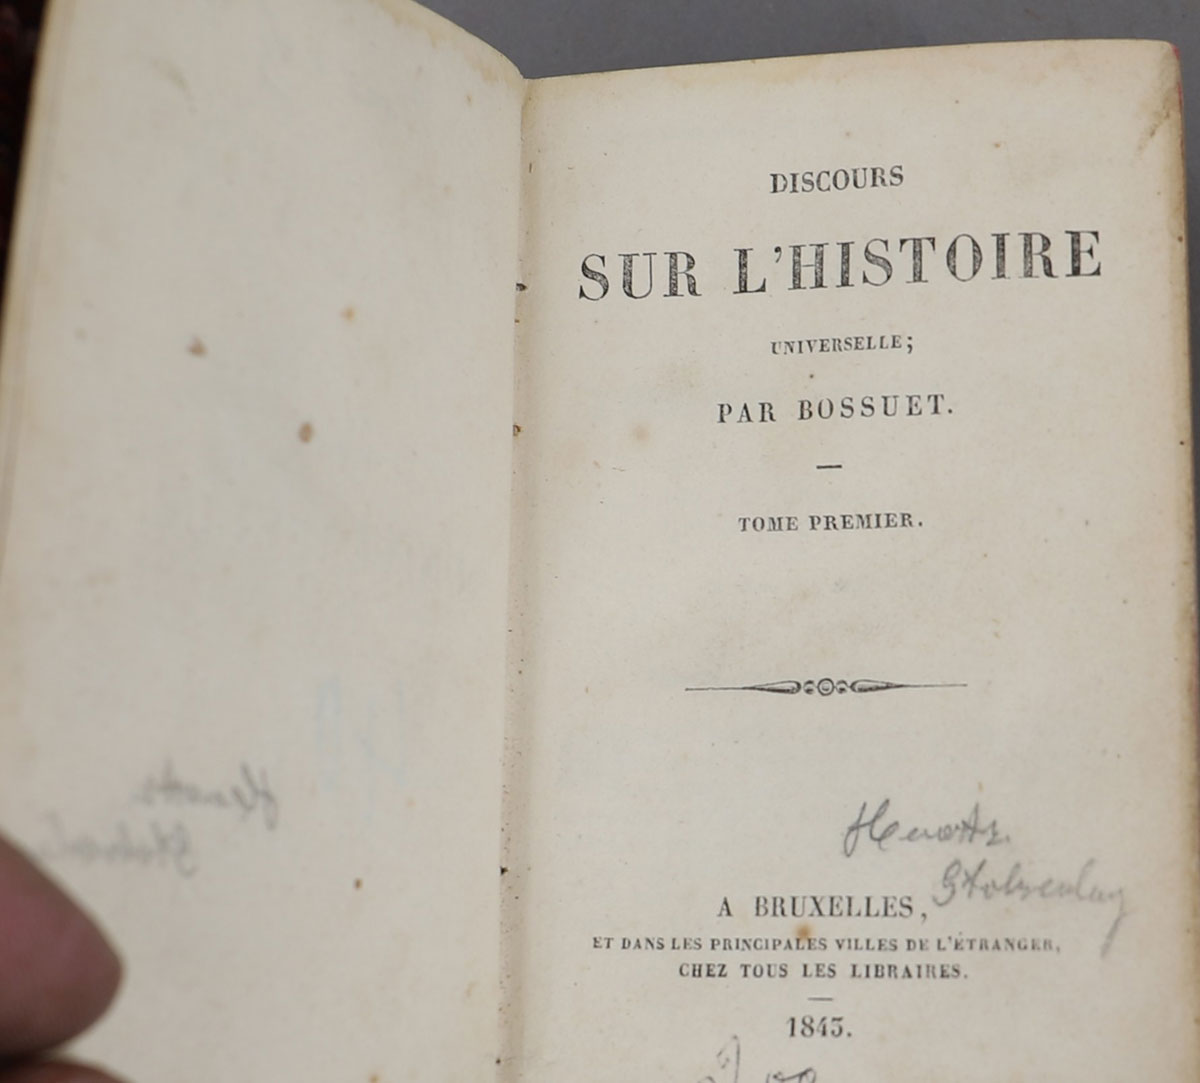 DISCOURS
SUR L'HISTOIRE
UNIVERSELLE;
PAR BOSSUET.
TOME PREMIER.
A BRUXELLES,
ET DANS LES PRINCIPALES VILLES DE L'ÉTRANGER,
CHEZ TOUS LES LIBRAIRES.
1843.